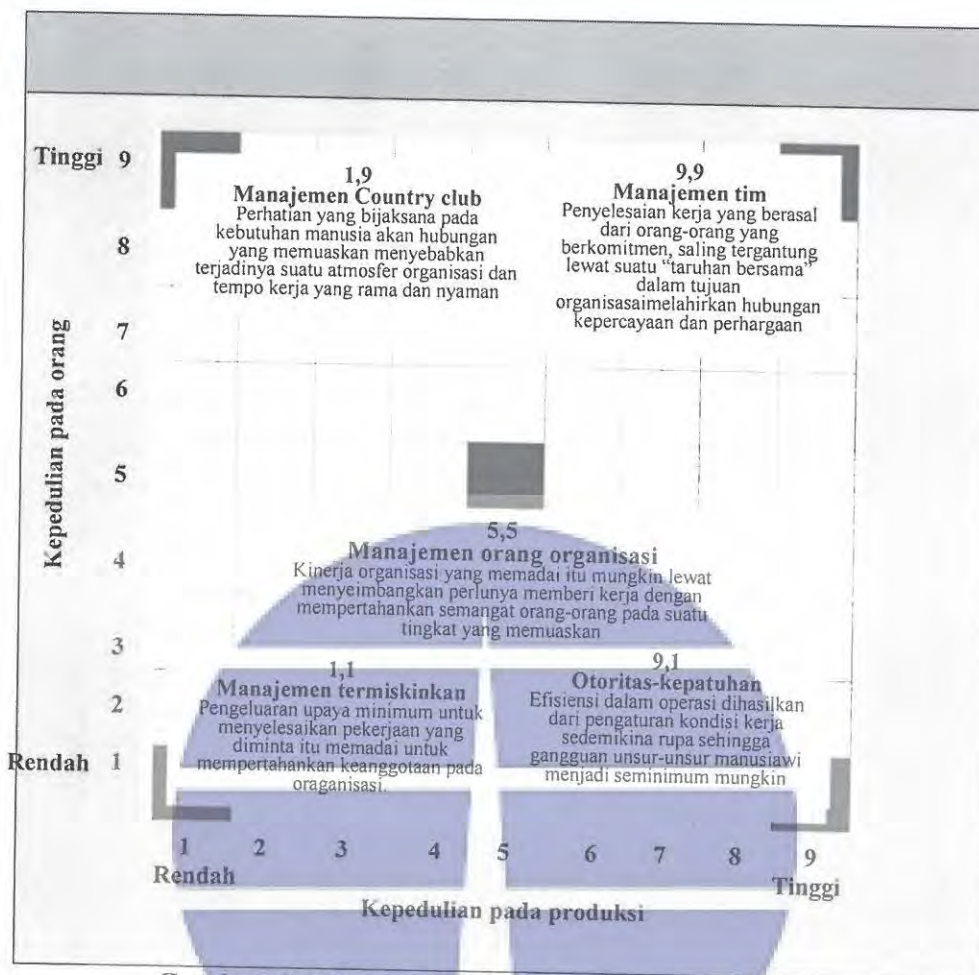 Tinggi 9
1,9
Manajemen Country club
Perhatian yang bijaksana pada
kebutuhan manusia akan hubungan
yang memuaskan menyebabkan
terjadinya suatu atmosfer organisasi dan
tempo kerja yang rama dan nyaman
9,9
Manajemen tim
Penyelesaian kerja yang berasal
dari orang-orang yang
berkomitmen, saling tergantung
lewat suatu “taruhan bersama”
dalam tujuan
organisasaimelahirkan hubungan
kepercayaan dan perhargaan
8
7
6
5
4
3
2
Rendah 1
Kepedulian pada orang
5,5
Manajemen orang organisasi
Kinerja organisasi yang memadai itu mungkin lewat
menyeimbangkan perlunya memberi kerja dengan
mempertahankan semangat orang-orang pada suatu
tingkat yang memuaskan
1,1
Manajemen termiskinkan
Pengeluaran upaya minimum untuk
menyelesaikan pekerjaan yang
diminta itu memadai untuk
mempertahankan keanggotaan pada
oraganisasi.
9,1
Otoritas-kepatuhan
Efisiensi dalam operasi dihasilkan
dari pengaturan kondisi kerja
sedemikina rupa sehingga
gangguan unsur-unsur manusiawi
menjadi seminimum mungkin
1 2 3 4 5 6 7 8 9
Rendah Tinggi
Kepedulian pada produksi